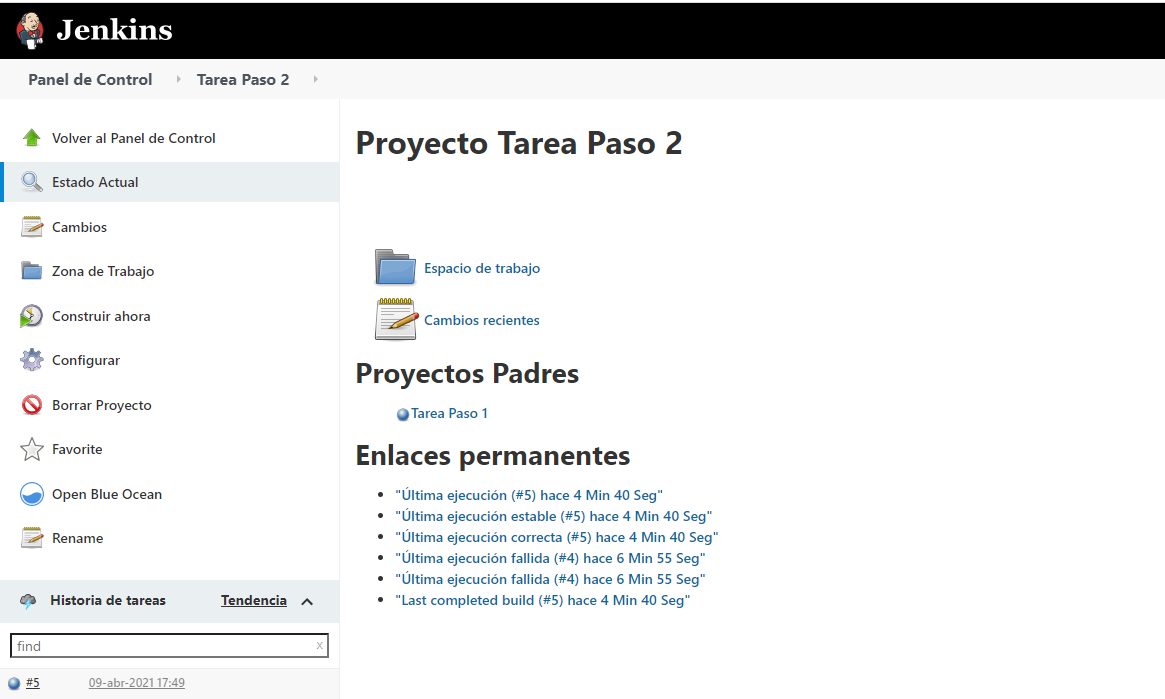 Jenkins
Panel de Control
Tarea Paso 2
Volver al Panel de Control
Estado Actual
Cambios
Zona de Trabajo
Construir ahora
Configurar
Borrar Proyecto
Favorite
Open Blue Ocean
Rename
Historia de tareas Tendencia
find x
#5 09-abr-2021 17:49
Proyecto Tarea Paso 2
Espacio de trabajo
Cambios recientes
Proyectos Padres
Tarea Paso 1
Enlaces permanentes
"Última ejecución (#5) hace 4 Min 40 Seg"
"Última ejecución estable (#5) hace 4 Min 40 Seg"
"Última ejecución correcta (#5) hace 4 Min 40 Seg"
"Última ejecución fallida (#4) hace 6 Min 55 Seg"
"Última ejecución fallida (#4) hace 6 Min 55 Seg"
"Last completed build (#5) hace 4 Min 40 Seg"